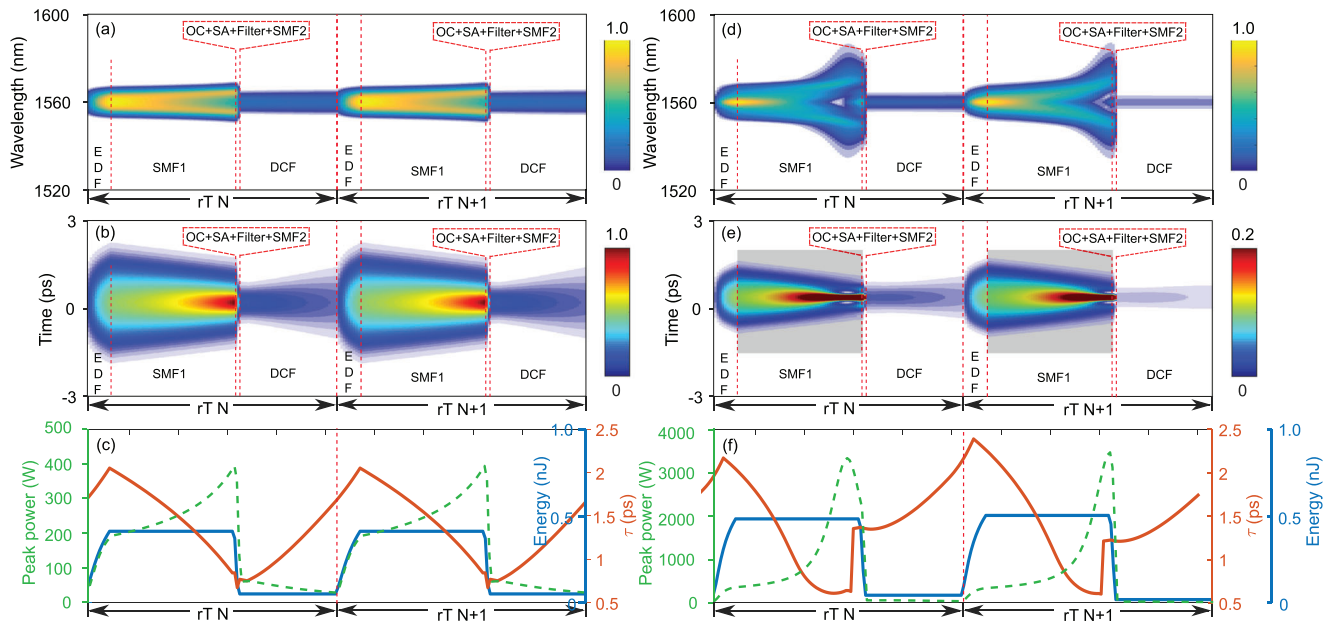 1600
(a)
OC+SA+Filter+SMF2
OC+SA+Filter+SMF2
1.0
Wavelength (nm)
1560
E
D
F
SMF1
DCF
E
D
F
SMF1
DCF
0
1520
rT N
rT N+1
3
(b)
OC+SA+Filter+SMF2
OC+SA+Filter+SMF2
1.0
Time (ps)
0
E
D
F
SMF1
DCF
E
D
F
SMF1
DCF
0
-3
rT N
rT N+1
500
(c)
1.0
2.5
400
2
Peak power (W)
300
Energy (nJ)
0.5
1.5
τ (ps)
200
1
100
0
0
0.5
rT N
rT N+1
1600
(d)
OC+SA+Filter+SMF2
OC+SA+Filter+SMF2
1.0
Wavelength (nm)
1560
E
D
F
SMF1
DCF
E
D
F
SMF1
DCF
0
1520
rT N
rT N+1
3
(e)
OC+SA+Filter+SMF2
OC+SA+Filter+SMF2
0.2
Time (ps)
0
E
D
F
SMF1
DCF
E
D
F
SMF1
DCF
0
-3
rT N
rT N+1
4000
(f)
2.5
1.0
3000
2
Peak power (W)
2000
1.5
τ (ps)
0.5
Energy (nJ)
1000
1
0
0.5
0
rT N
rT N+1